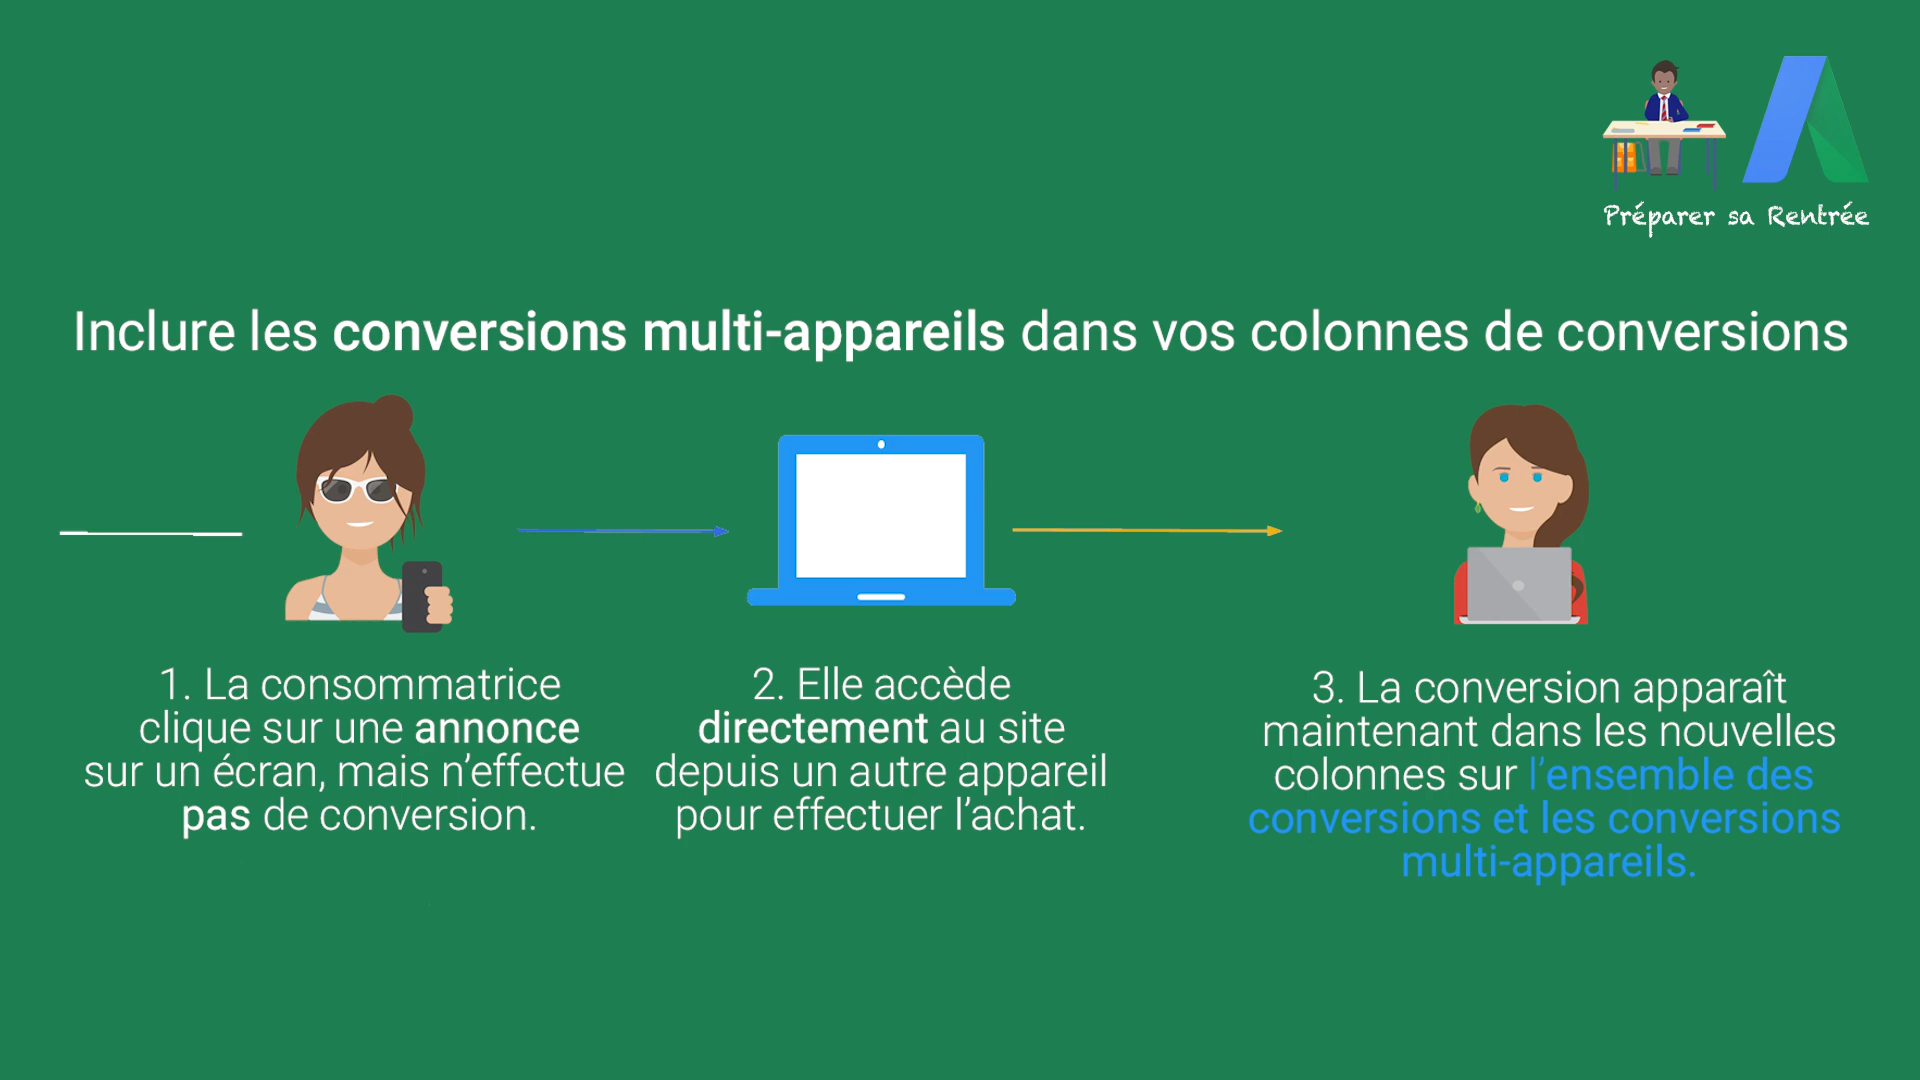 Préparer sa Rentrée
Inclure les conversions multi-appareils dans vos colonnes de conversions
1. La consommatrice
clique sur une annonce
sur un écran, mais n’effectue
pas de conversion.
2. Elle accède
directement au site
depuis un autre appareil
pour effectuer l’achat.
3. La conversion apparaît
maintenant dans les nouvelles
colonnes sur l’ensemble des
conversions et les conversions
multi-appareils.